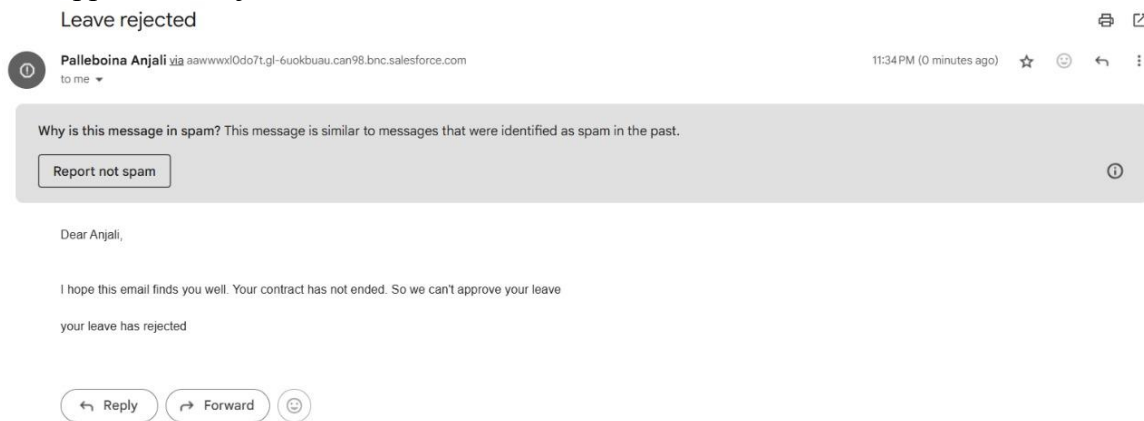 Leave rejected
Palleboina Anjali via aawwwxl0do7t.gl-6uokbuau.can98.bnc.salesforce.com
11:34 PM (0 minutes ago)
to me
Why is this message in spam? This message is similar to messages that were identified as spam in the past.
Report not spam
Dear Anjali,
I hope this email finds you well. Your contract has not ended. So we can't approve your leave
your leave has rejected
Reply
Forward